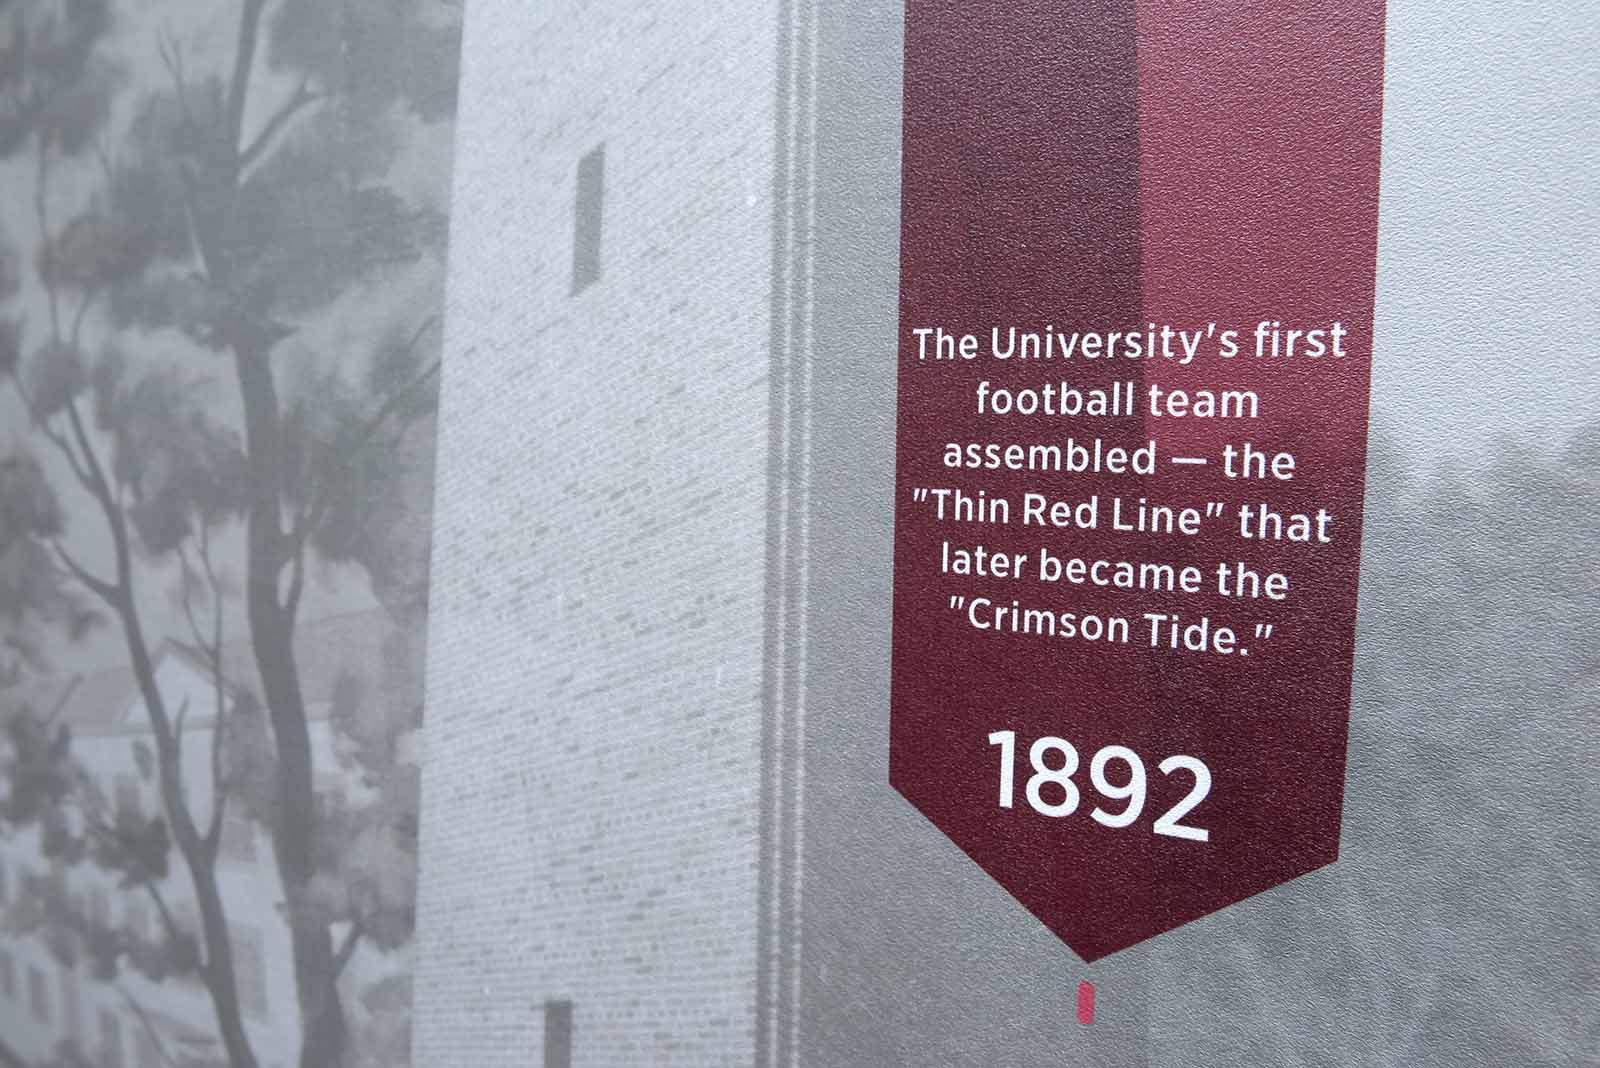 The University's first
football team
assembled — the
"Thin Red Line" that
later became the
"Crimson Tide."
1892